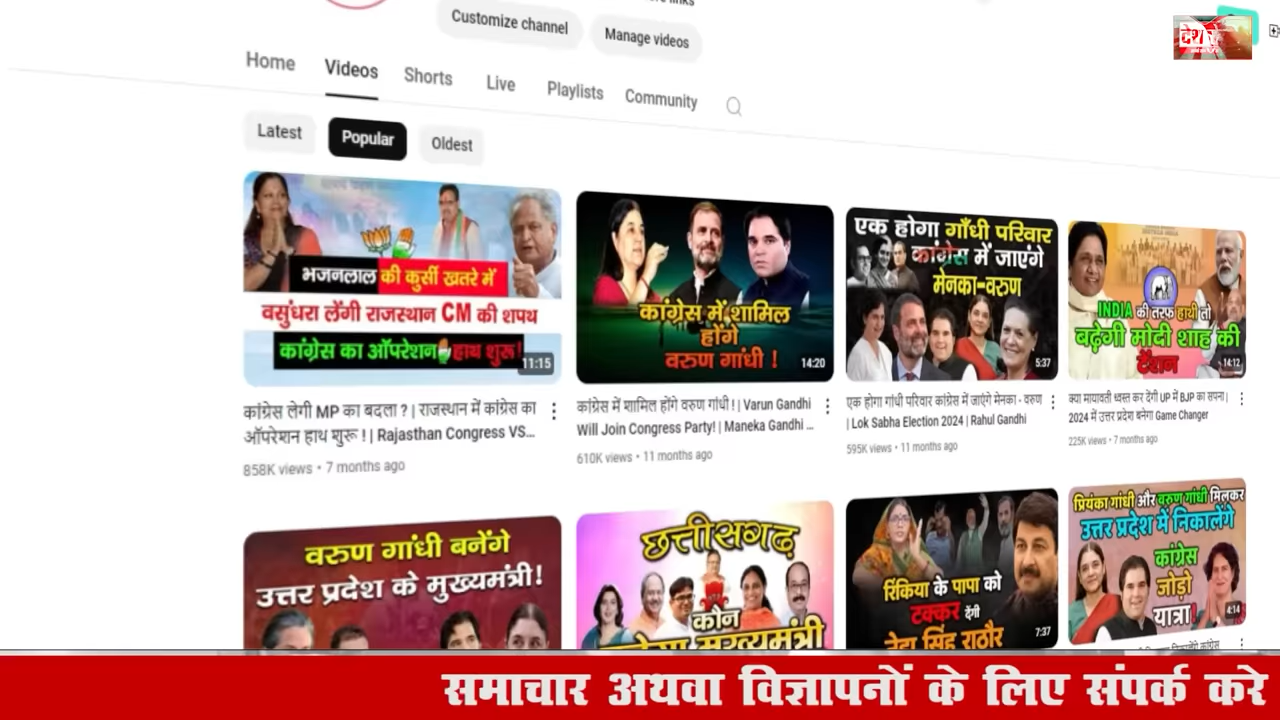 Customize channel
Manage videos
Home
Videos
Shorts
Live
Playlists
Community
Latest
Popular
Oldest
भजनलाल की कुर्सी खतरे में
वसुंधरा लेंगी राजस्थान CM की शपथ
कांग्रेस का ऑपरेशन हाथ शुरू!
11:15
कांग्रेस लेगी MP का बदला ? | राजस्थान में कांग्रेस का
ऑपरेशन हाथ शुरू ! | Rajasthan Congress VS...
858K views • 7 months ago
कांग्रेस में शामिल
होंगे
वरुण गांधी !
14:20
कांग्रेस में शामिल होंगे वरुण गांधी ! | Varun Gandhi
Will Join Congress Party! | Maneka Gandhi ...
610K views • 11 months ago
एक होगा गाँधी परिवार
कांग्रेस में जाएंगे
मेनका-वरुण
5:37
एक होगा गांधी परिवार कांग्रेस में जाएंगे मेनका - वरुण
| Lok Sabha Election 2024 | Rahul Gandhi
595K views • 11 months ago
INDIA की तरफ हाथी तो
बढ़ेगी मोदी शाह की
टेंशन
14:12
क्या मायावती ध्वस्त कर देंगी UP में BJP का सपना |
2024 में उत्तर प्रदेश बनेगा Game Changer
225K views • 7 months ago
वरुण गांधी बनेंगे
उत्तर प्रदेश के मुख्यमंत्री!
छत्तीसगढ़
कौन
मुख्यमंत्री
रिंकिया के पापा को
टक्कर देंगी
नेहा सिंह राठौर
7:37
प्रियंका गांधी और वरुण गांधी मिलकर
उत्तर प्रदेश में निकालेंगे
कांग्रेस
जोड़ो
यात्रा!
4:14
समाचार अथवा विज्ञापनों के लिए संपर्क करे